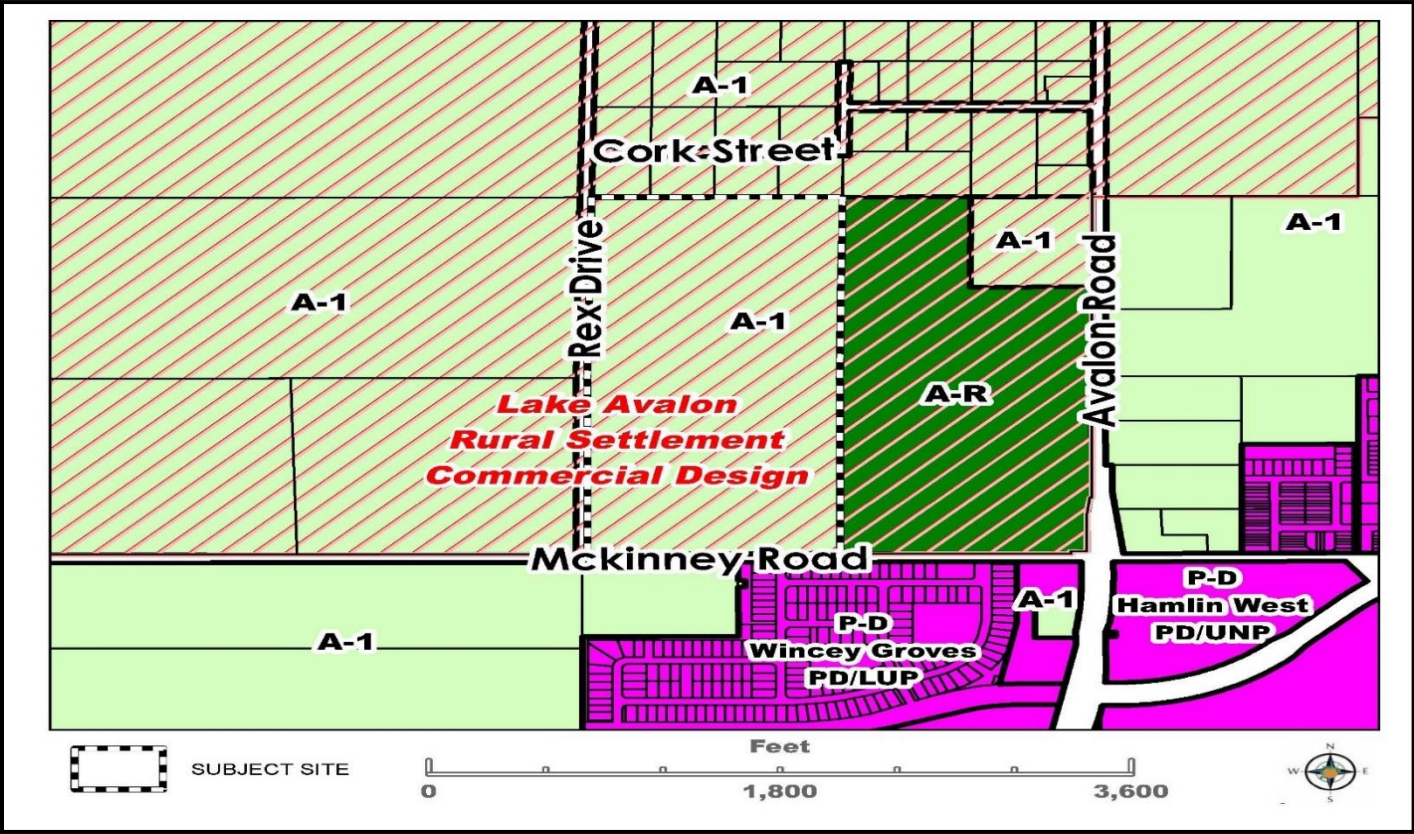 A-1
Cork Street
A-1
A-1
Rex Drive
A-1
A-1
Avalon Road
A-R
Lake Avalon
Rural Settlement
Commercial Design
Mckinney Road
A-1
P-D
Wincey Groves
PD/LUP
A-1
P-D
Hamlin West
PD/UNP
SUBJECT SITE
Feet
0 1,800 3,600
N
W E
S